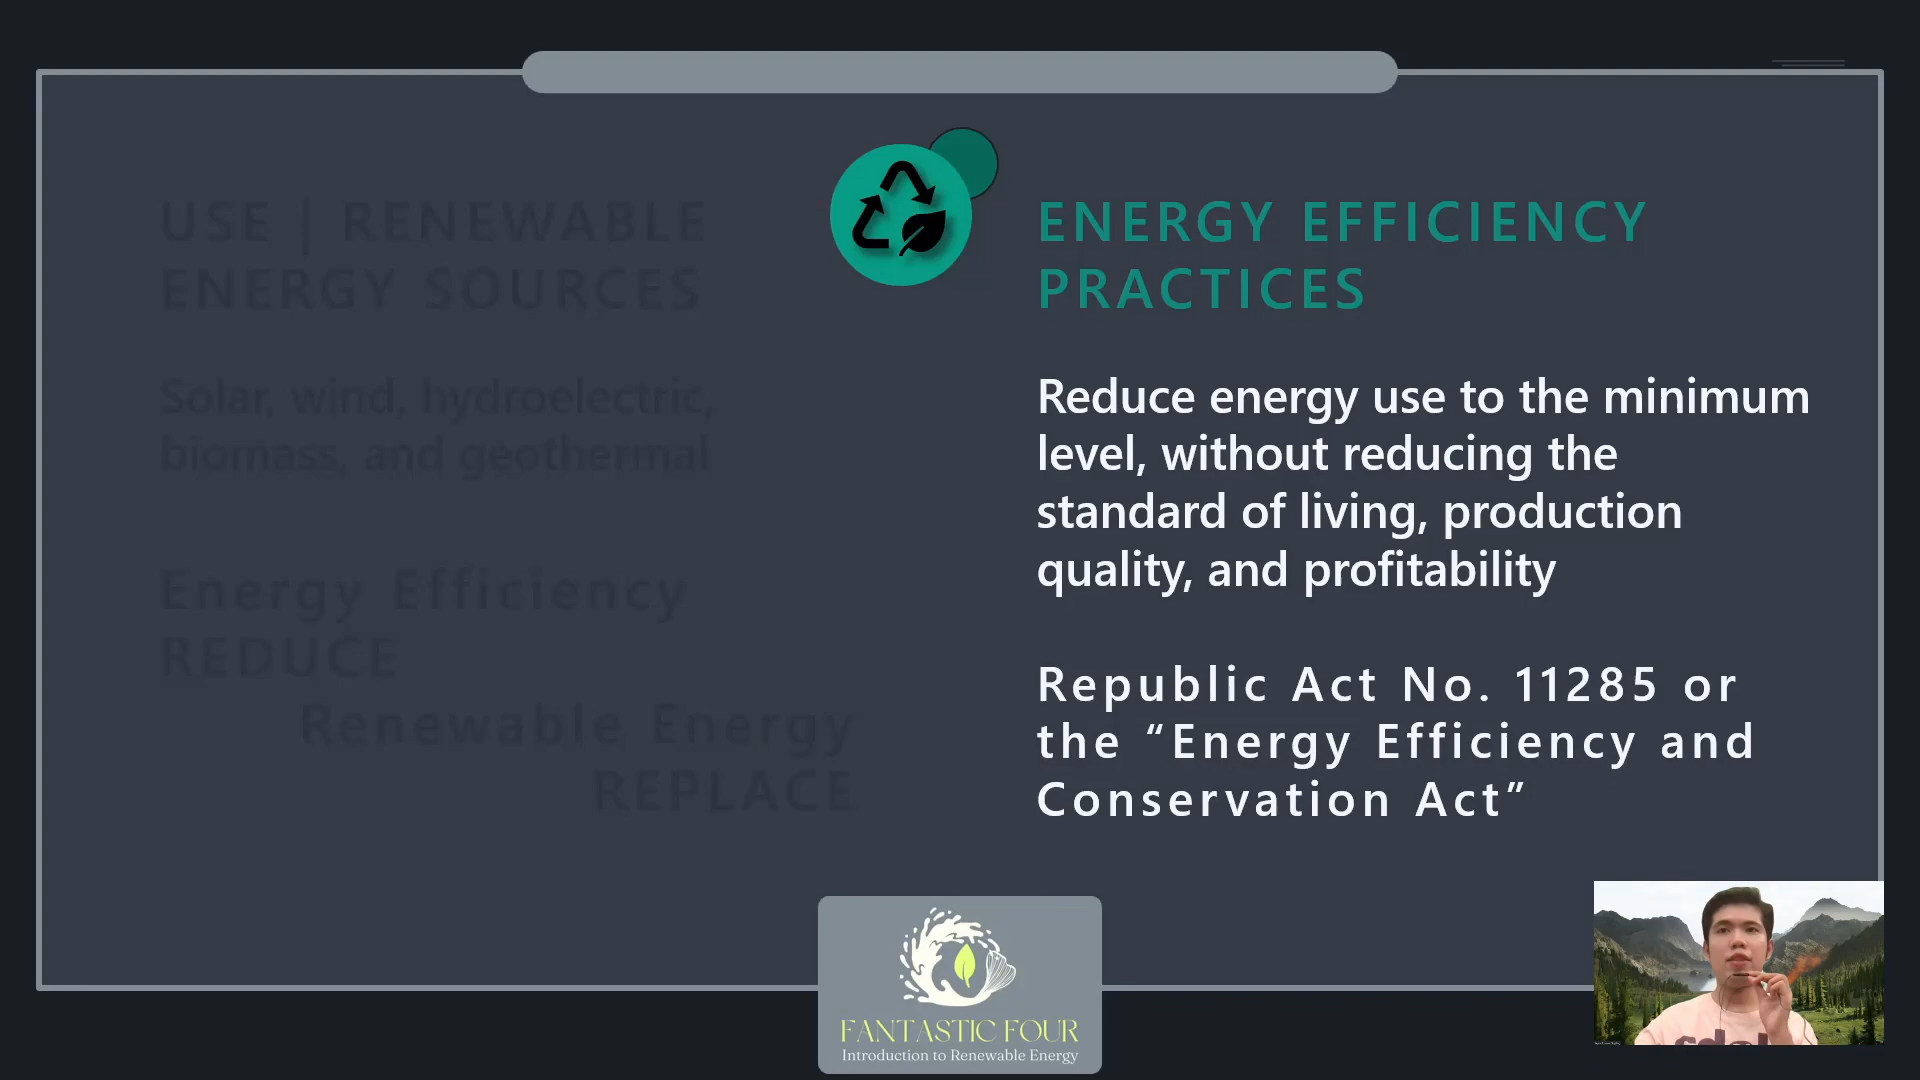 USE | RENEWABLE
ENERGY SOURCES
Solar, wind, hydroelectric,
biomass, and geothermal
Energy Efficiency
REDUCE
Renewable Energy
REPLACE
ENERGY EFFICIENCY
PRACTICES
Reduce energy use to the minimum
level, without reducing the
standard of living, production
quality, and profitability
Republic Act No. 11285 or
the “Energy Efficiency and
Conservation Act”
FANTASTIC FOUR
Introduction to Renewable Energy